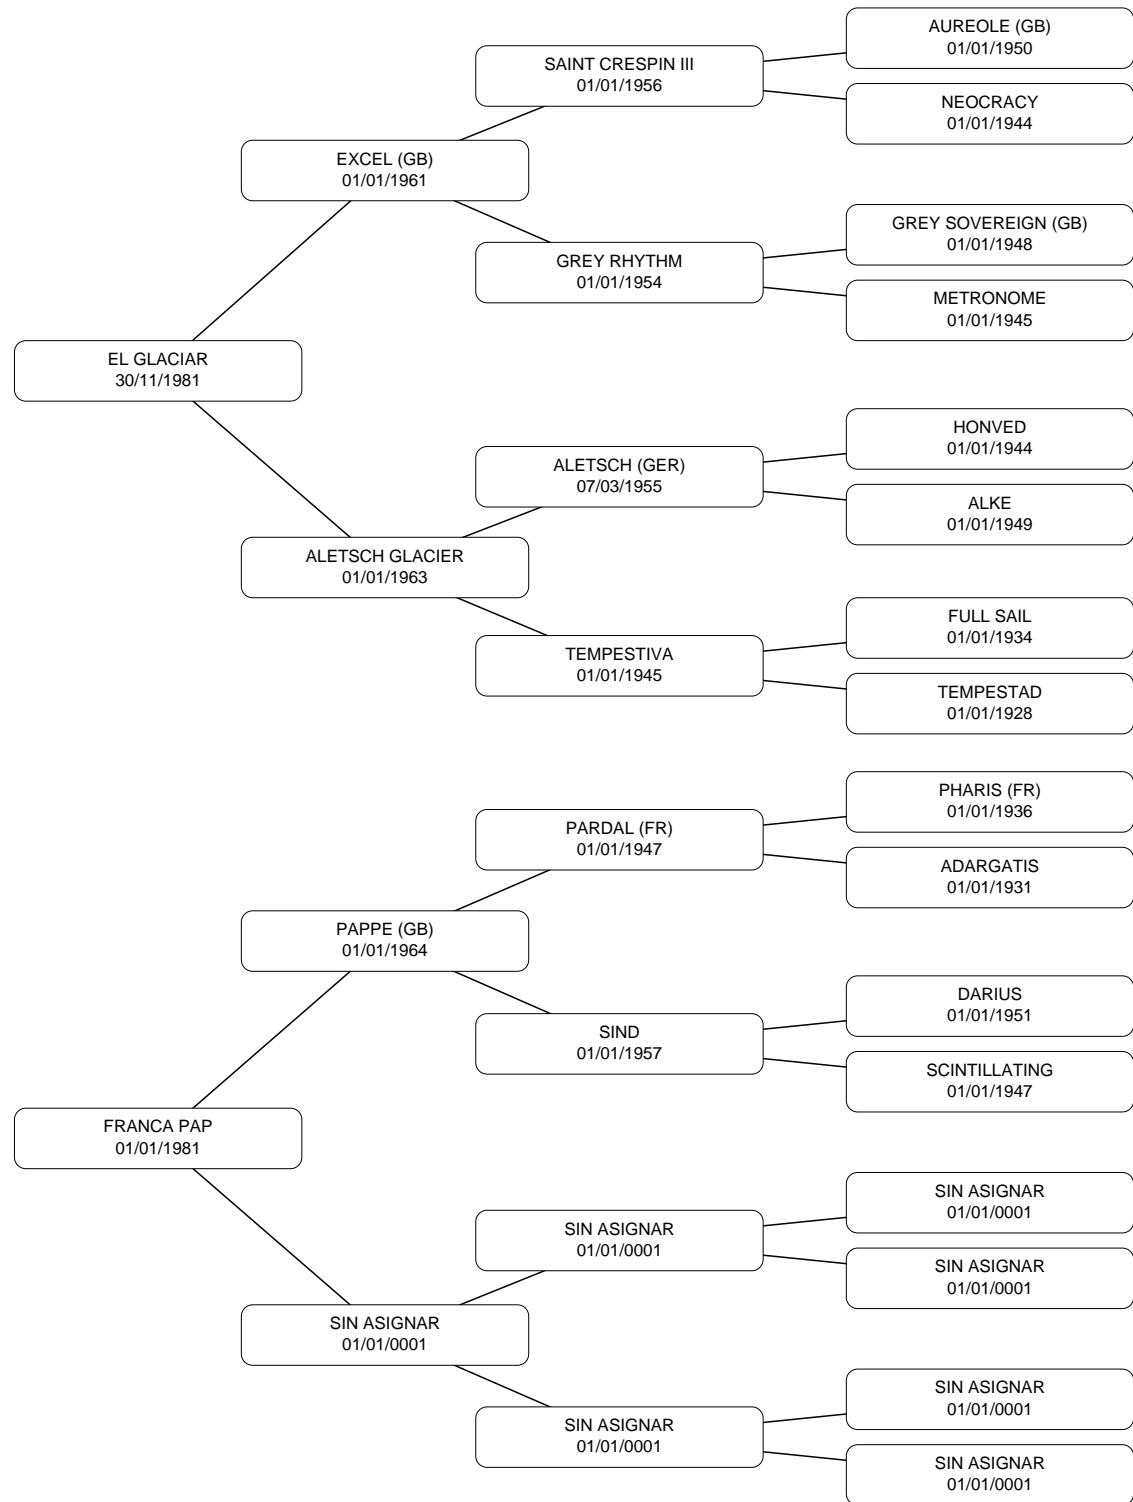 AUREOLE (GB)
01/01/1950
SAINT CRESPIN III
01/01/1956
NEOCRACY
01/01/1944
EXCEL (GB)
01/01/1961
GREY SOVEREIGN (GB)
01/01/1948
GREY RHYTHM
01/01/1954
METRONOME
01/01/1945
EL GLACIAR
30/11/1981
HONVED
01/01/1944
ALETSCH (GER)
07/03/1955
ALKE
01/01/1949
ALETSCH GLACIER
01/01/1963
FULL SAIL
01/01/1934
TEMPESTIVA
01/01/1945
TEMPESTAD
01/01/1928
PHARIS (FR)
01/01/1936
PARDAL (FR)
01/01/1947
ADARGATIS
01/01/1931
PAPPE (GB)
01/01/1964
DARIUS
01/01/1951
SIND
01/01/1957
SCINTILLATING
01/01/1947
FRANCA PAP
01/01/1981
SIN ASIGNAR
01/01/0001
SIN ASIGNAR
01/01/0001
SIN ASIGNAR
01/01/0001
SIN ASIGNAR
01/01/0001
SIN ASIGNAR
01/01/0001
SIN ASIGNAR
01/01/0001
SIN ASIGNAR
01/01/0001